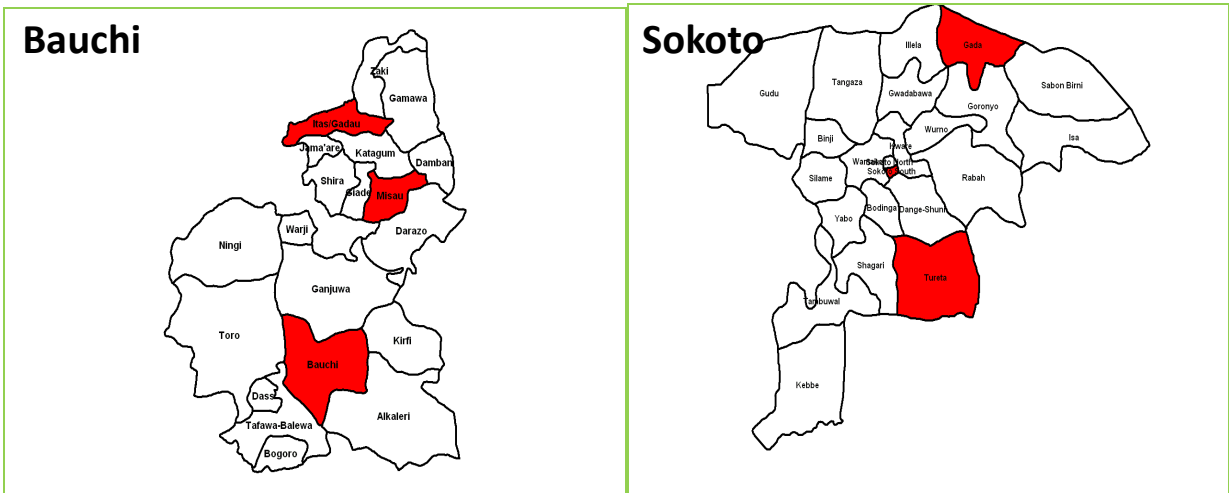 Bauchi
Zaki
Gamawa
Itas/Gadau
Jama'are
Katagum
Damban
Shira
Giade
Misau
Warji
Darazo
Ningi
Ganjuwa
Toro
Kirfi
Bauchi
Dass
Alkaleri
Tafawa-Balewa
Bogoro
Sokoto
Illela
Gada
Tangaza
Sabon Birni
Gudu
Gwadabawa
Goronyo
Wurno
Binji
Isa
Kware
Sokoto North
Sokoto South
Silame
Rabah
Bodinga
Dange-Shuni
Yabo
Shagari
Tureta
Tambuwal
Kebbe